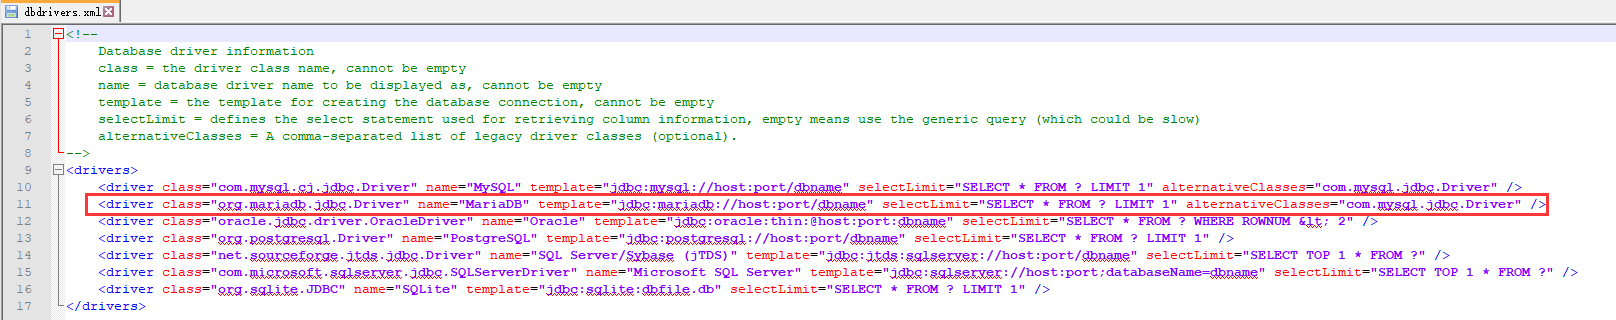 dbdrivers.xml
1 <!--
2 Database driver information
3 class = the driver class name, cannot be empty
4 name = database driver name to be displayed as, cannot be empty
5 template = the template for creating the database connection, cannot be empty
6 selectLimit = defines the select statement used for retrieving column information, empty means use the generic query (which could be slow)
7 alternativeClasses = A comma-separated list of legacy driver classes (optional).
8 -->
9 <drivers>
10 <driver class="com.mysql.cj.jdbc.Driver" name="MySQL" template="jdbc:mysql://host:port/dbname" selectLimit="SELECT * FROM ? LIMIT 1" alternativeClasses="com.mysql.jdbc.Driver" />
11 <driver class="org.mariadb.jdbc.Driver" name="MariaDB" template="jdbc:mariadb://host:port/dbname" selectLimit="SELECT * FROM ? LIMIT 1" alternativeClasses="com.mysql.jdbc.Driver" />
12 <driver class="oracle.jdbc.driver.OracleDriver" name="Oracle" template="jdbc:oracle:thin:@host:port:dbname" selectLimit="SELECT * FROM ? WHERE ROWNUM &lt; 2" />
13 <driver class="org.postgresql.Driver" name="PostgreSQL" template="jdbc:postgresql://host:port/dbname" selectLimit="SELECT * FROM ? LIMIT 1" />
14 <driver class="net.sourceforge.jtds.jdbc.Driver" name="SQL Server/Sybase (jTDS)" template="jdbc:jtds:sqlserver://host:port/dbname" selectLimit="SELECT TOP 1 * FROM ?" />
15 <driver class="com.microsoft.sqlserver.jdbc.SQLServerDriver" name="Microsoft SQL Server" template="jdbc:sqlserver://host:port;databaseName=dbname" selectLimit="SELECT TOP 1 * FROM ?" />
16 <driver class="org.sqlite.JDBC" name="SQLite" template="jdbc:sqlite:dbfile.db" selectLimit="SELECT * FROM ? LIMIT 1" />
17 </drivers>